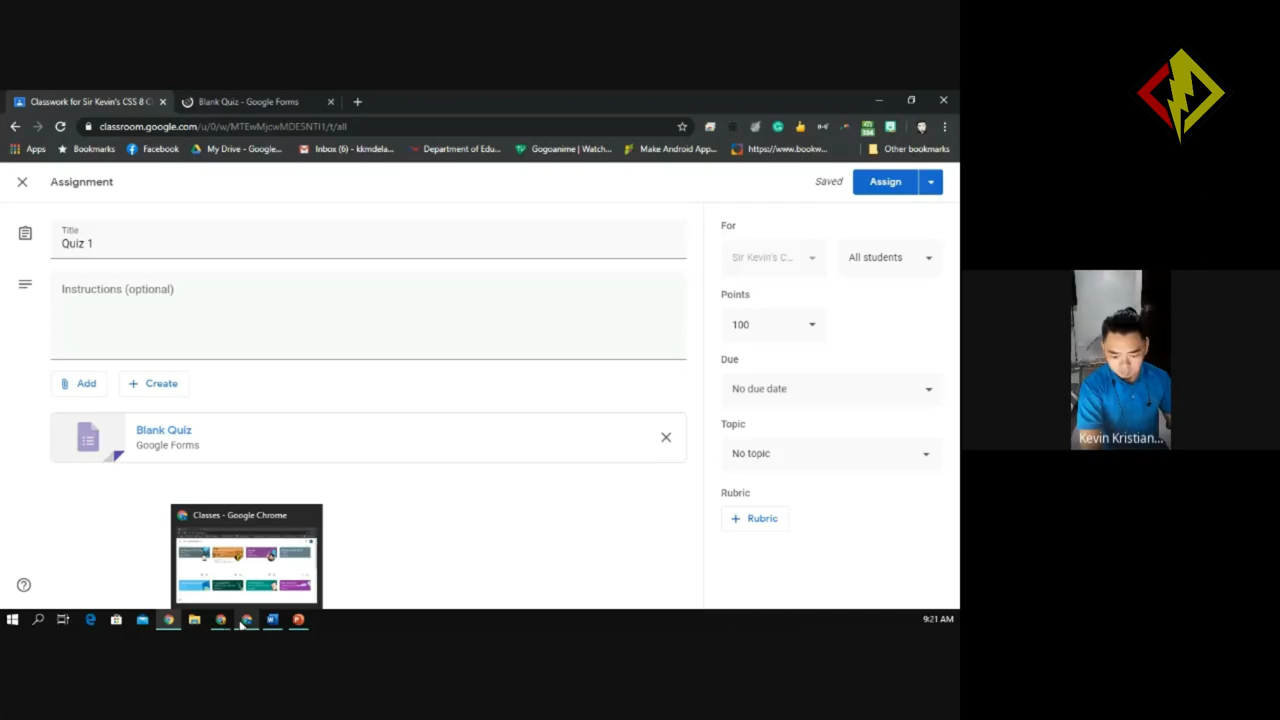 Classwork for Sir Kevin's CSS 8 C
Blank Quiz - Google Forms
classroom.google.com/u/0/w/MTEwMjcwMDE5NTI1/t/all
Apps
Bookmarks
Facebook
My Drive - Google...
Inbox (6) - kkmdela...
Department of Edu...
Gogoanime | Watch...
Make Android App...
https://www.bookw...
Other bookmarks
Assignment
Saved
Assign
Title
Quiz 1
Instructions (optional)
Add
Create
Blank Quiz
Google Forms
For
Sir Kevin's C...
All students
Points
100
Due
No due date
Topic
No topic
Rubric
Rubric
Classes - Google Chrome
9:21 AM
Kevin Kristian...